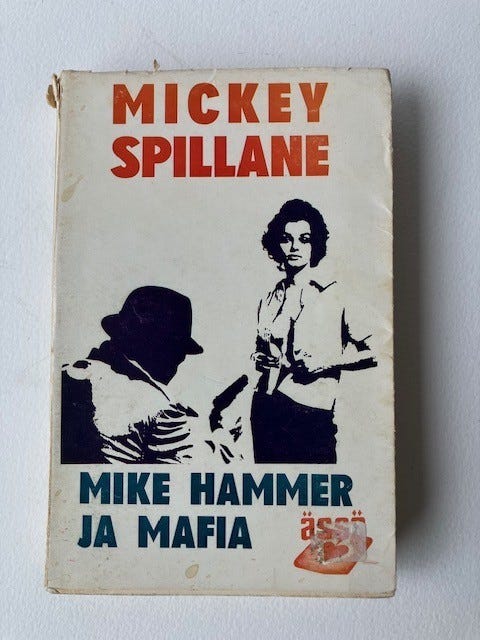 MICKEY
SPILLANE
MIKE HAMMER
JA MAFIA
ässä